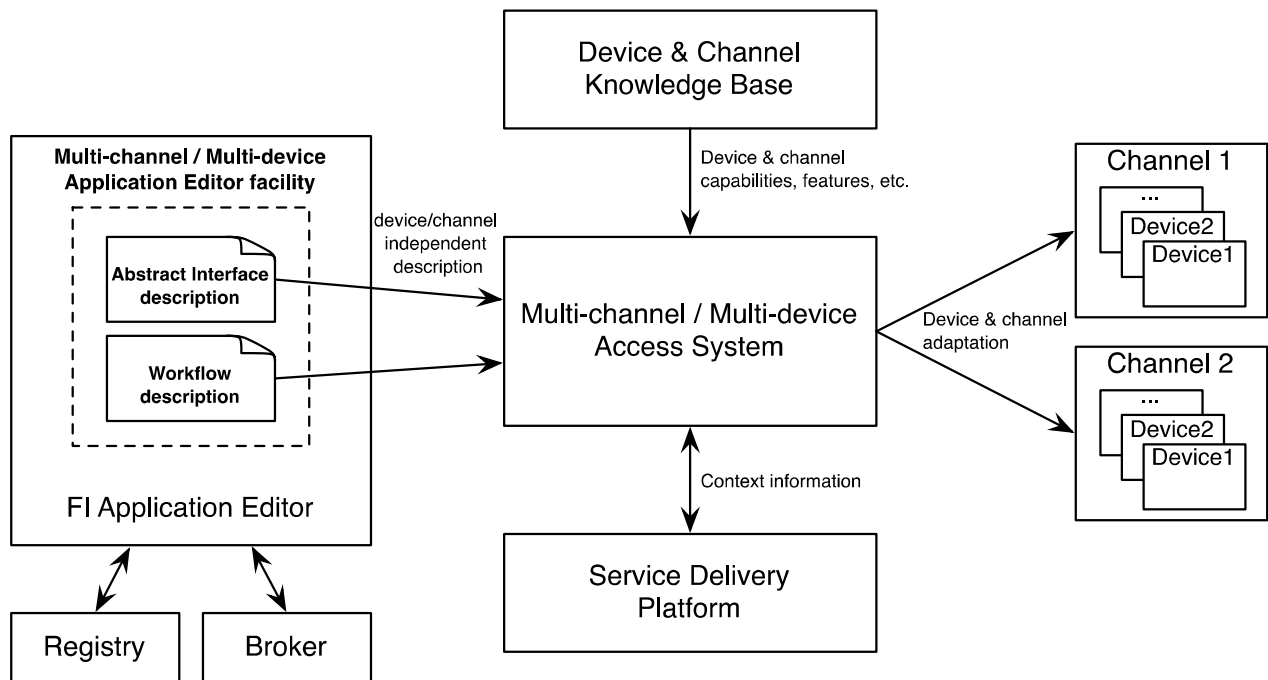 Device & Channel
Knowledge Base
Multi-channel / Multi-device
Application Editor facility
Abstract Interface
description
Workflow
description
FI Application Editor
device/channel
independent
description
Device & channel
capabilities, features, etc.
Multi-channel / Multi-device
Access System
Device & channel
adaptation
Channel 1
...
Device2
Device1
Channel 2
...
Device2
Device1
Context information
Service Delivery
Platform
Registry
Broker